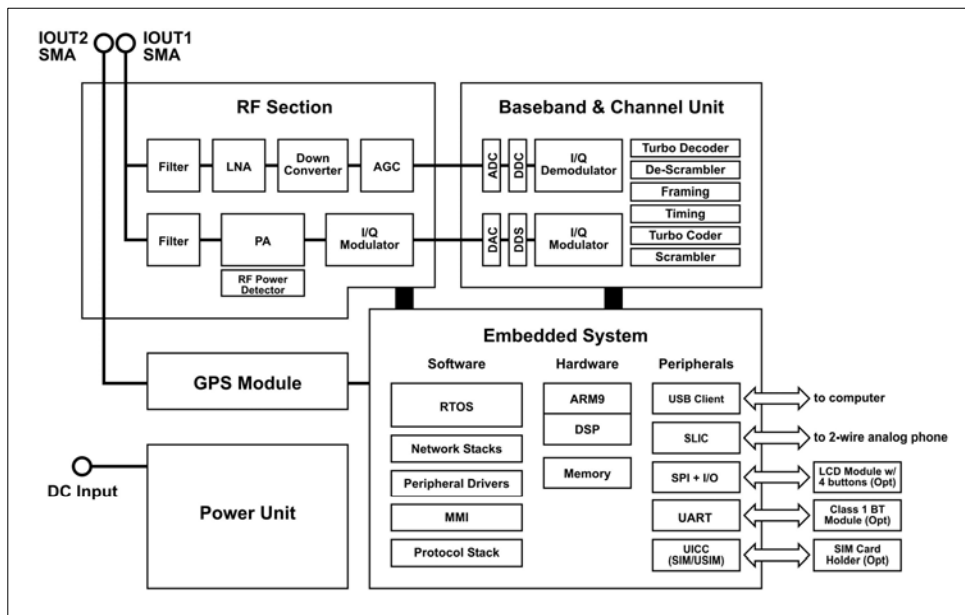 IOUT2
SMA
IOUT1
SMA
RF Section
Filter
LNA
Down
Converter
AGC
Filter
PA
RF Power
Detector
I/Q
Modulator
Baseband & Channel Unit
ADC
DDC
I/Q
Demodulator
DAC
DDS
I/Q
Modulator
Turbo Decoder
De-Scrambler
Framing
Timing
Turbo Coder
Scrambler
GPS Module
DC Input
Power Unit
Embedded System
Software
RTOS
Network Stacks
Peripheral Drivers
MMI
Protocol Stack
Hardware
ARM9
DSP
Memory
Peripherals
USB Client
SLIC
SPI + I/O
UART
UICC
(SIM/USIM)
to computer
to 2-wire analog phone
LCD Module w/
4 buttons (Opt)
Class 1 BT
Module (Opt)
SIM Card
Holder (Opt)